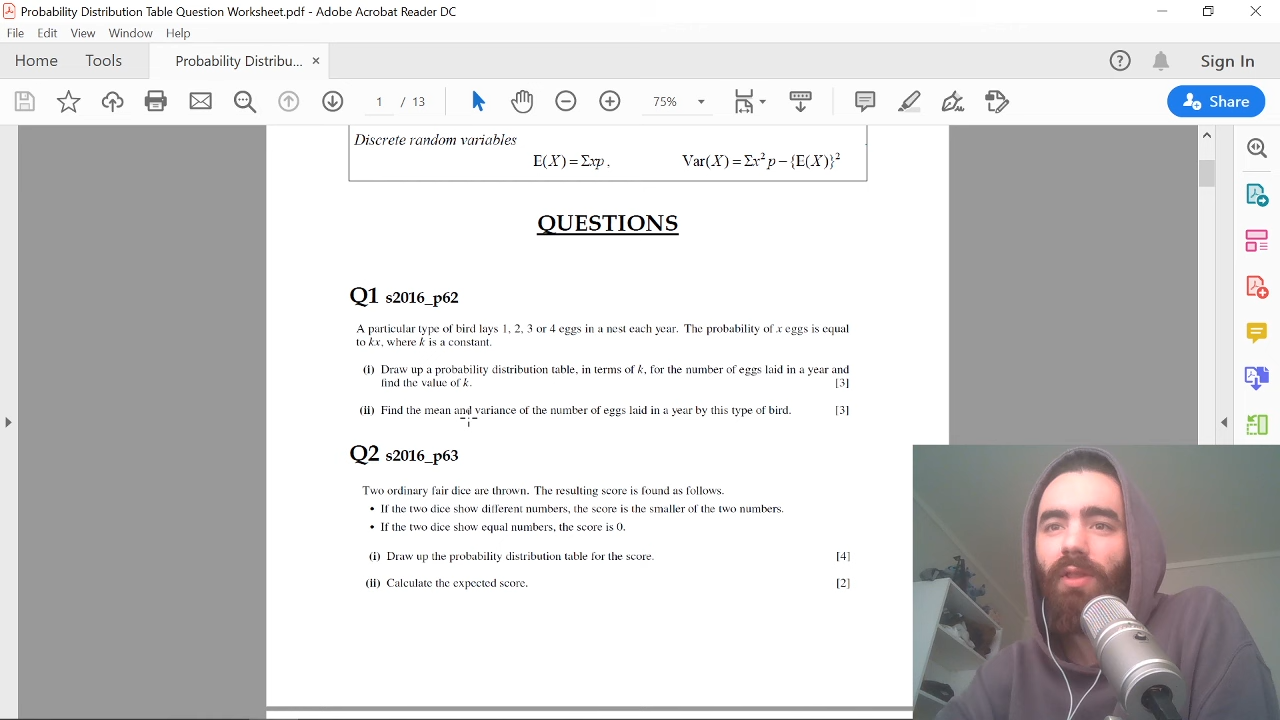 Probability Distribution Table Question Worksheet.pdf - Adobe Acrobat Reader DC
File Edit View Window Help
Home Tools Probability Distribu... × Sign In
1 / 13 75% Share
Discrete random variables
E(X) = Σxp, Var(X) = Σx²p − {E(X)}²
QUESTIONS
Q1 s2016_p62
A particular type of bird lays 1, 2, 3 or 4 eggs in a nest each year. The probability of x eggs is equal
to kx, where k is a constant.
(i) Draw up a probability distribution table, in terms of k, for the number of eggs laid in a year and
find the value of k. [3]
(ii) Find the mean and variance of the number of eggs laid in a year by this type of bird. [3]
Q2 s2016_p63
Two ordinary fair dice are thrown. The resulting score is found as follows.
• If the two dice show different numbers, the score is the smaller of the two numbers.
• If the two dice show equal numbers, the score is 0.
(i) Draw up the probability distribution table for the score. [4]
(ii) Calculate the expected score. [2]